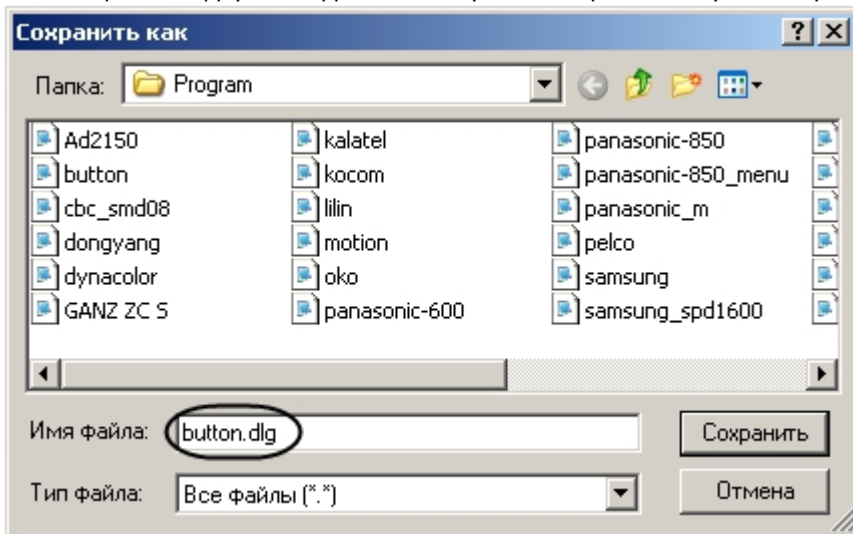 Сохранить как
Папка: Program
Ad2150
button
cbc_smd08
dongyang
dynacolor
GANZ ZC S
kalatel
kocom
lilin
motion
oko
panasonic-600
panasonic-850
panasonic-850_menu
panasonic_m
pelco
samsung
samsung_spd1600
Имя файла: button.dlg
Сохранить
Тип файла: Все файлы (*.*)
Отмена